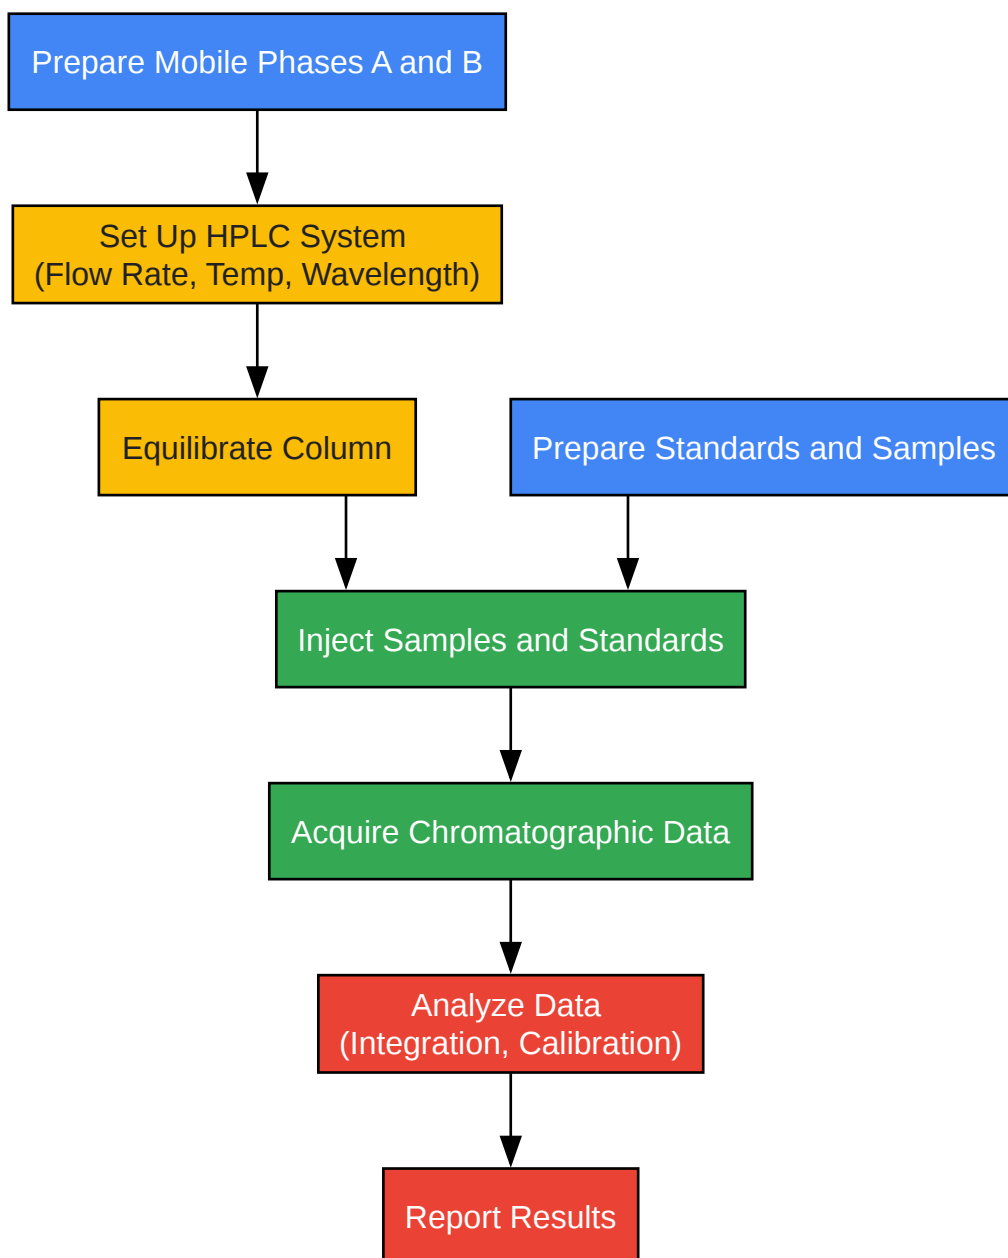 Prepare Mobile Phases A and B
Set Up HPLC System
(Flow Rate, Temp, Wavelength)
Equilibrate Column
Prepare Standards and Samples
Inject Samples and Standards
Acquire Chromatographic Data
Analyze Data
(Integration, Calibration)
Report Results